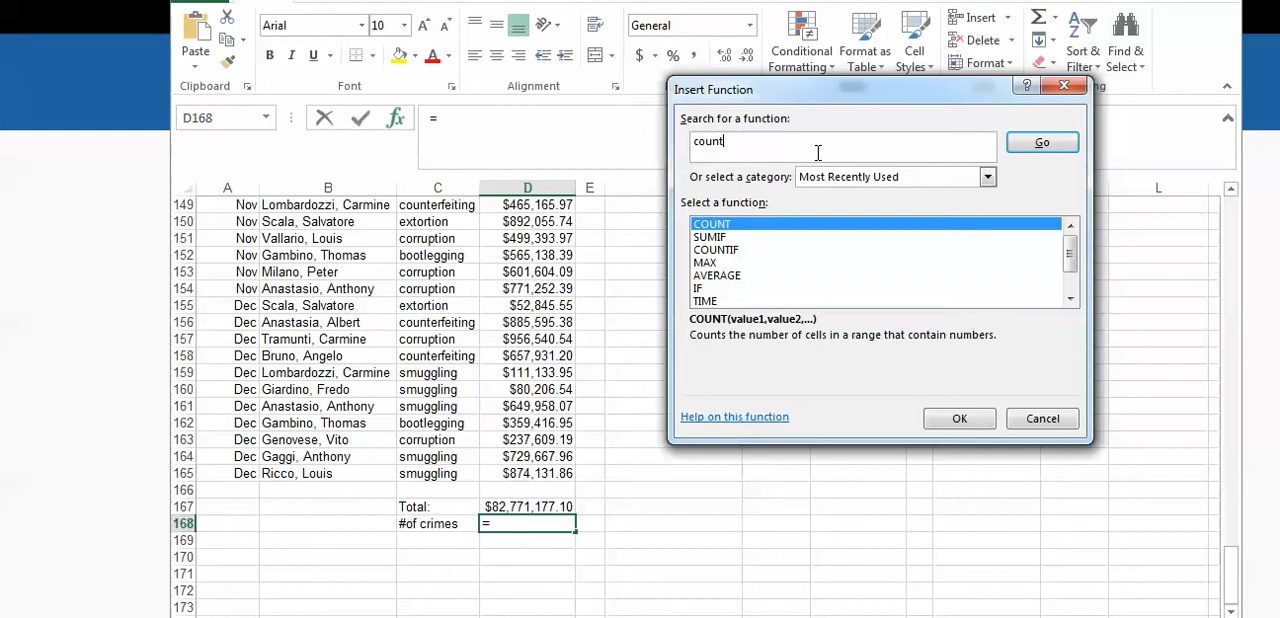 Arial 10 General
Insert
Delete
Format
Paste
B I U A $ % ,
Conditional Formatting
Format as Table
Cell Styles
Sort & Filter
Find & Select
Clipboard Font Alignment
Insert Function
Search for a function:
count
Go
Or select a category: Most Recently Used
Select a function:
COUNT
SUMIF
COUNTIF
MAX
AVERAGE
IF
TIME
COUNT(value1,value2,...)
Counts the number of cells in a range that contain numbers.
Help on this function
OK Cancel
D168 fx =
A B C D E L
149 Nov Lombardozzi, Carmine counterfeiting $465,165.97
150 Nov Scala, Salvatore extortion $892,055.74
151 Nov Vallario, Louis corruption $499,393.97
152 Nov Gambino, Thomas bootlegging $565,138.39
153 Nov Milano, Peter corruption $601,604.09
154 Nov Anastasio, Anthony corruption $771,252.39
155 Dec Scala, Salvatore extortion $52,845.55
156 Dec Anastasia, Albert counterfeiting $885,595.38
157 Dec Tramunti, Carmine corruption $956,540.54
158 Dec Bruno, Angelo counterfeiting $657,931.20
159 Dec Lombardozzi, Carmine smuggling $111,133.95
160 Dec Giardino, Fredo smuggling $80,206.54
161 Dec Anastasio, Anthony smuggling $649,958.07
162 Dec Gambino, Thomas bootlegging $359,416.95
163 Dec Genovese, Vito corruption $237,609.19
164 Dec Gaggi, Anthony smuggling $729,667.96
165 Dec Ricco, Louis smuggling $874,131.86
166
167 Total: $82,771,177.10
168 #of crimes =
169
170
171
172
173